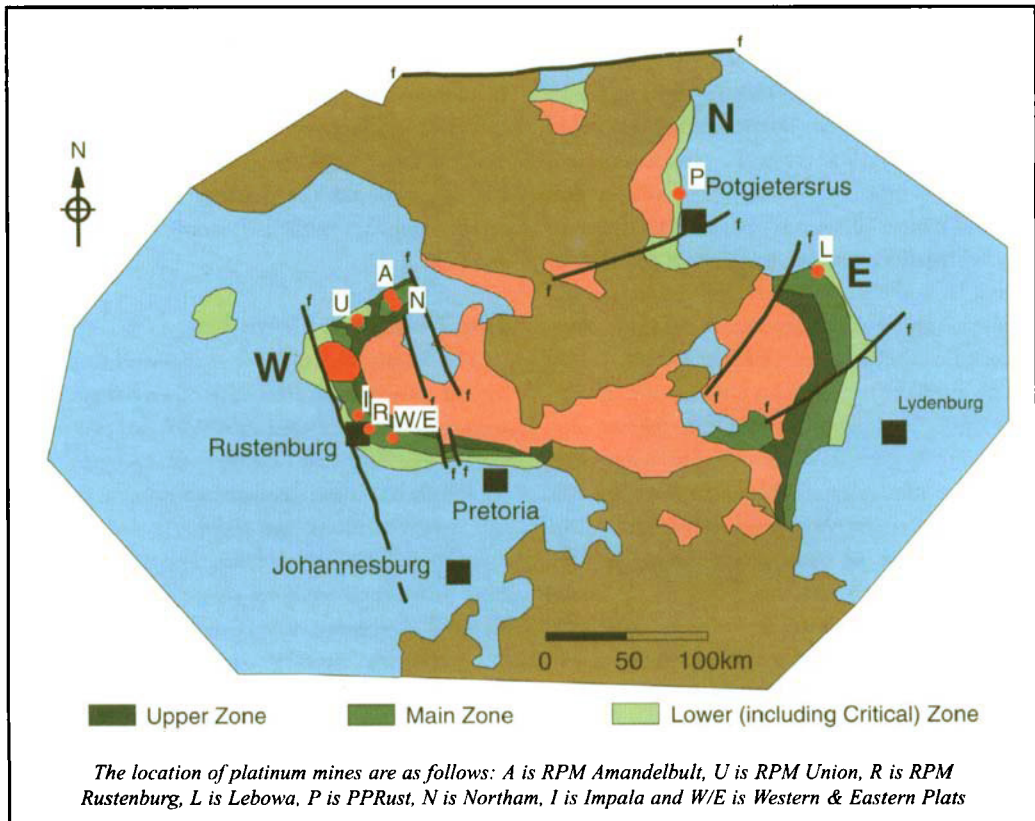 f
f
N
N
P
Potgietersrus
f
f
f
L
E
f
A
N
U
f
f
W
f
f
f
f
I
R
W/E
Lydenburg
Rustenburg
f
f
Pretoria
Johannesburg
f
0 50 100km
Upper Zone Main Zone Lower (including Critical) Zone
The location of platinum mines are as follows: A is RPM Amandelbult, U is RPM Union, R is RPM
Rustenburg, L is Lebowa, P is PPRust, N is Northam, I is Impala and W/E is Western & Eastern Plats